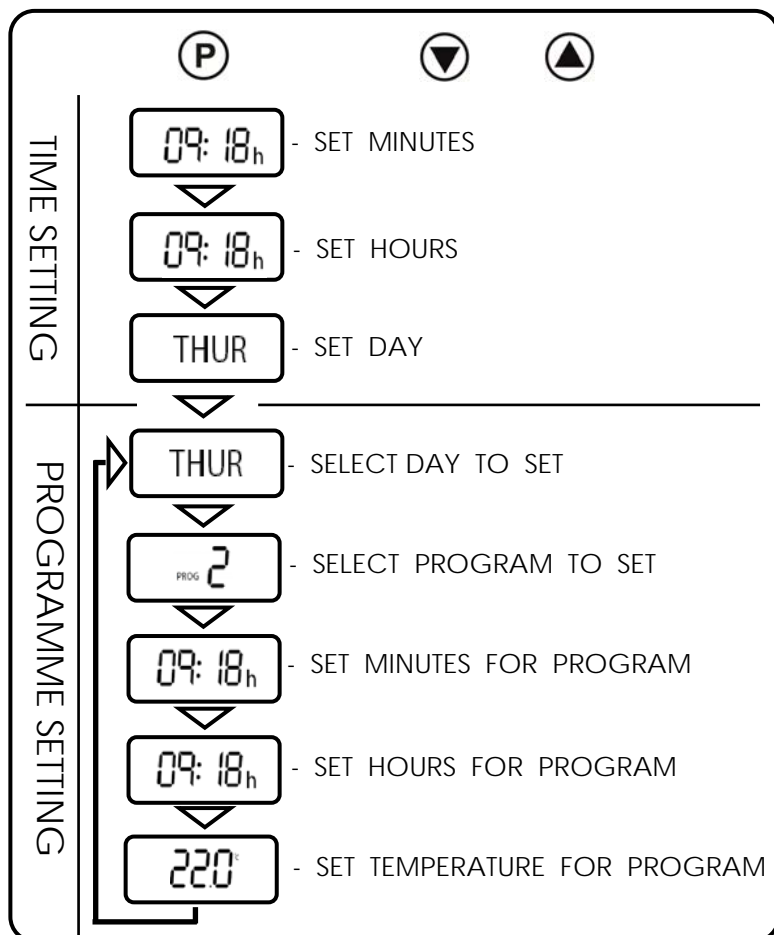 P
TIME SETTING
09:18h - SET MINUTES
09:18h - SET HOURS
THUR - SET DAY
PROGRAMME SETTING
THUR - SELECT DAY TO SET
PROG 2 - SELECT PROGRAM TO SET
09:18h - SET MINUTES FOR PROGRAM
09:18h - SET HOURS FOR PROGRAM
22.0°C - SET TEMPERATURE FOR PROGRAM